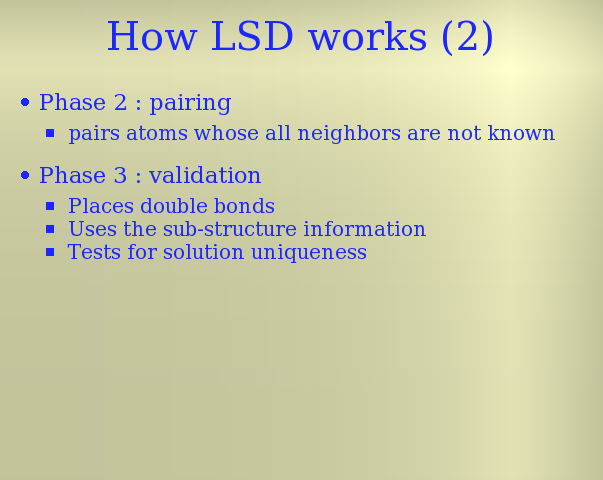 How LSD works (2)
• Phase 2 : pairing
▪ pairs atoms whose all neighbors are not known
• Phase 3 : validation
▪ Places double bonds
▪ Uses the sub-structure information
▪ Tests for solution uniqueness